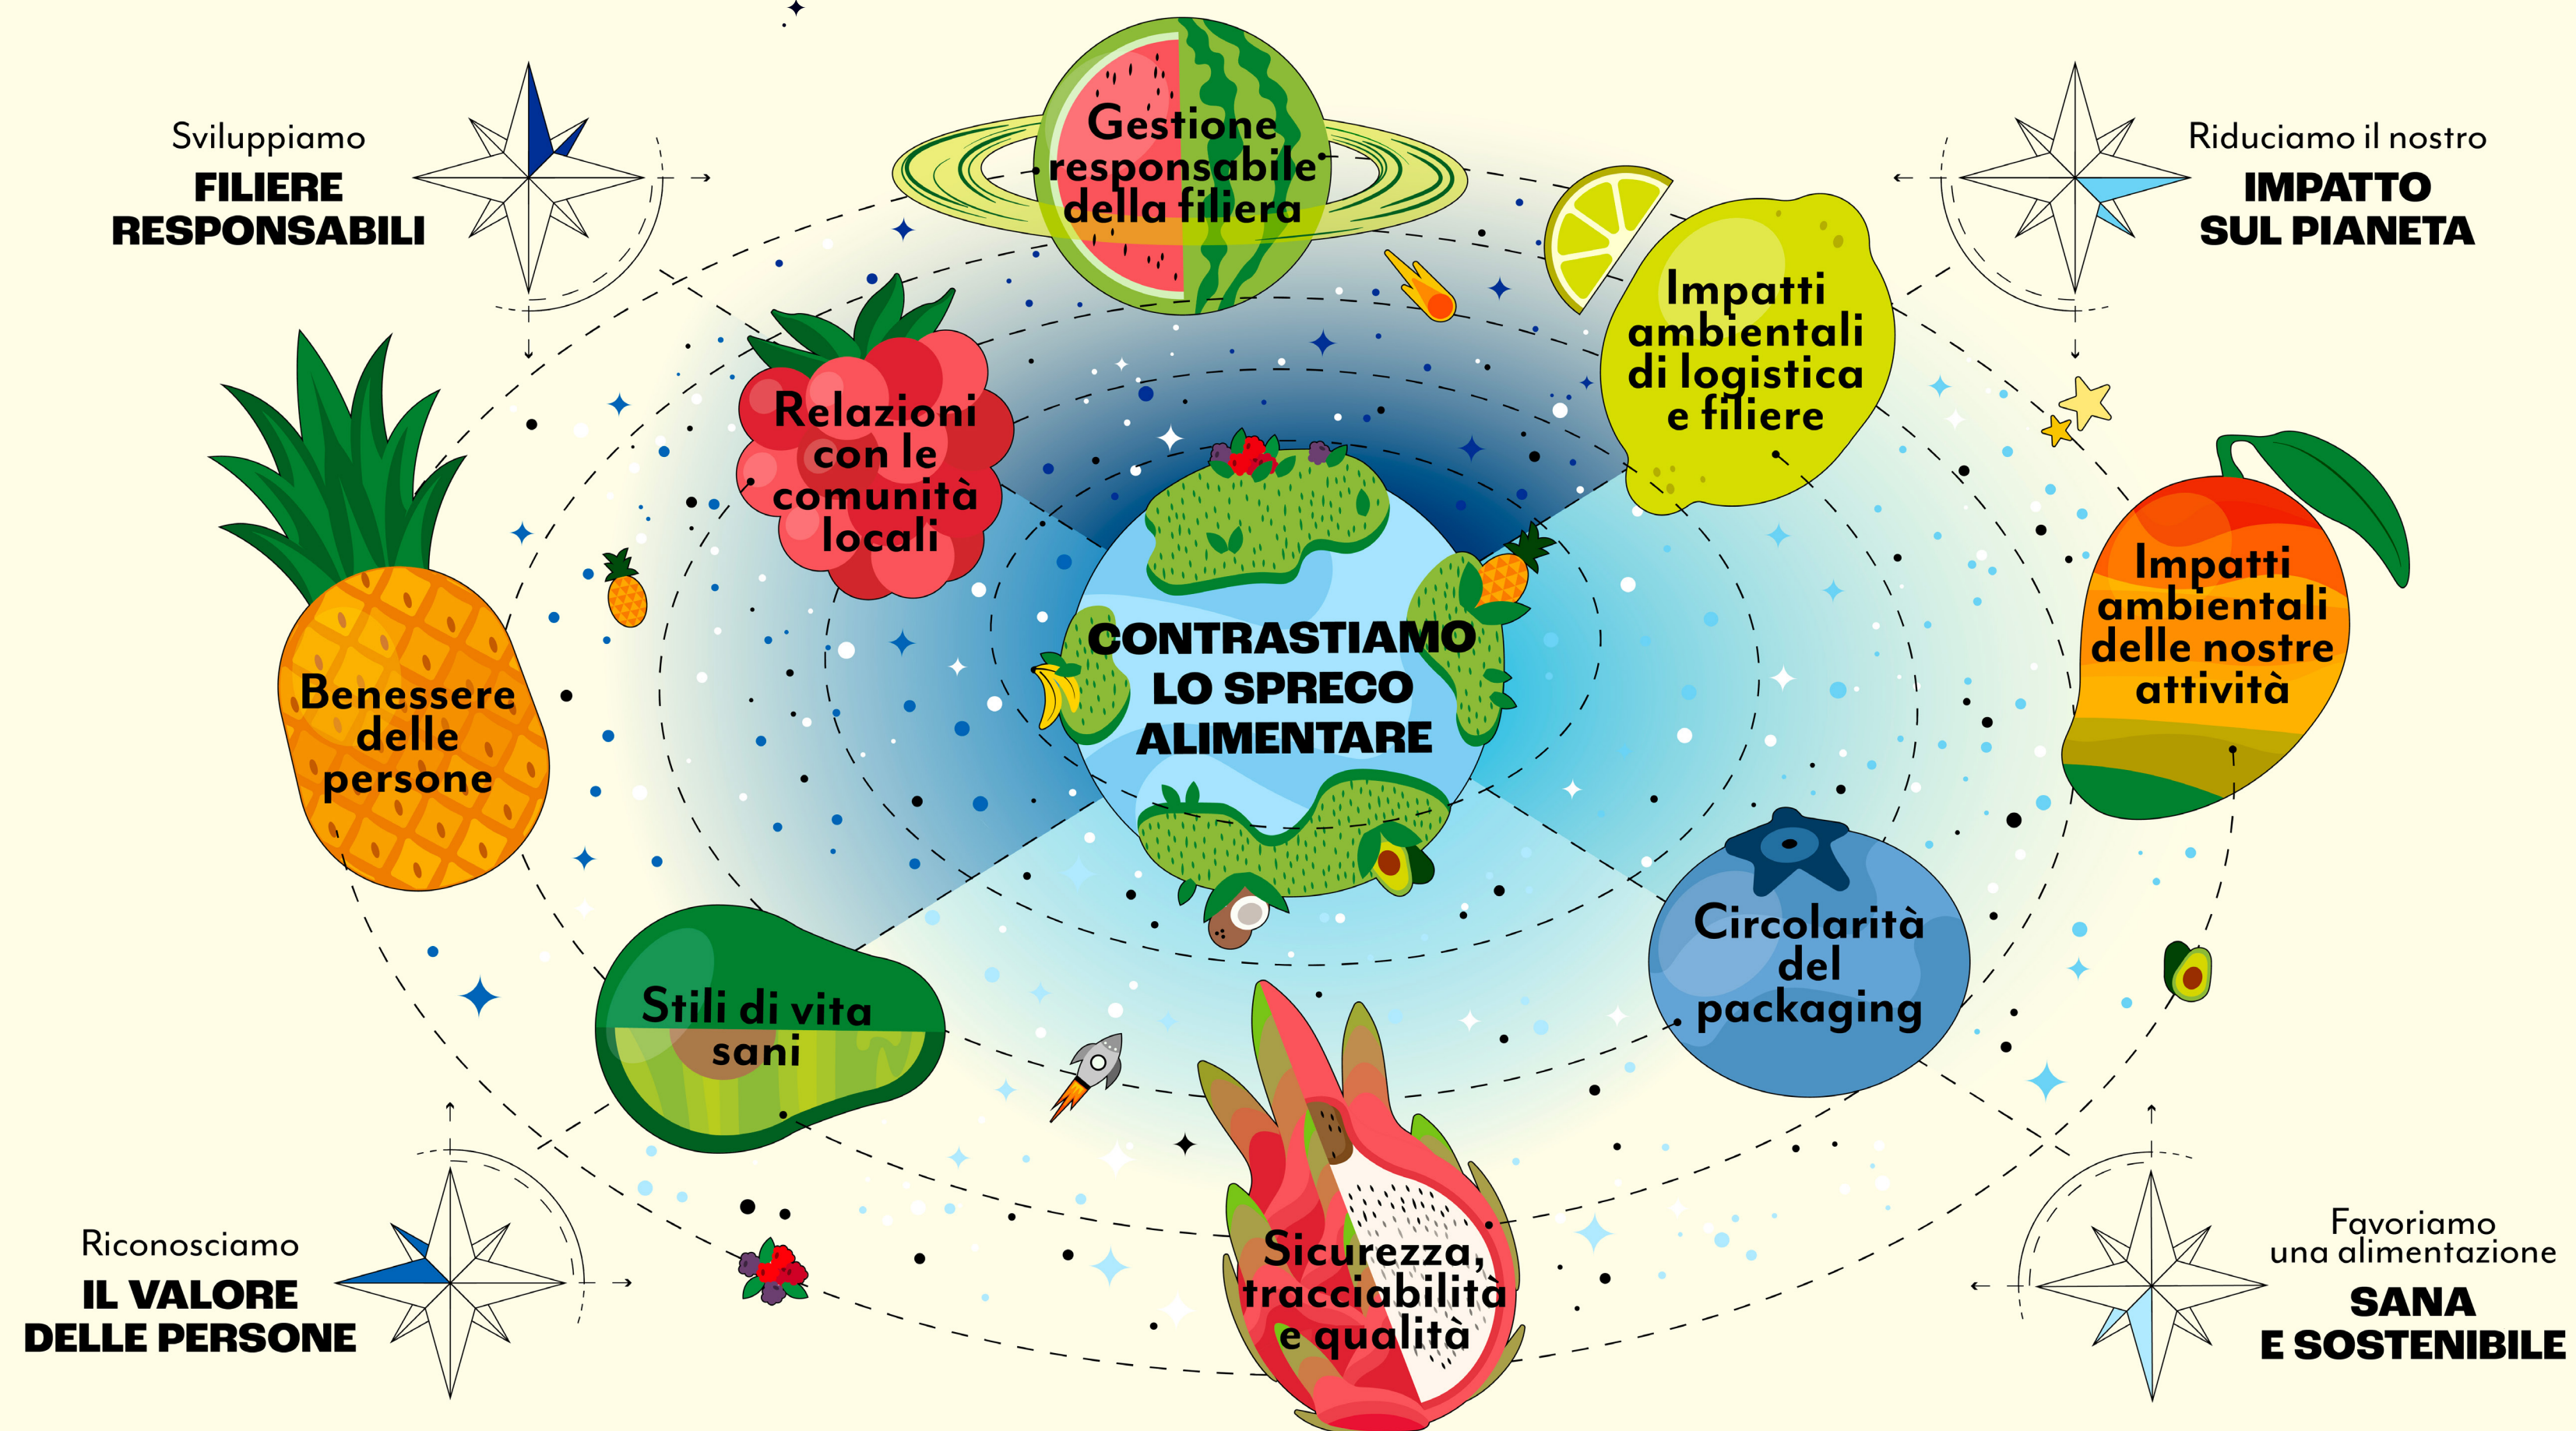 Sviluppiamo
FILIERE
RESPONSABILI
Gestione
responsabile
della filiera
Riduciamo il nostro
IMPATTO
SUL PIANETA
Relazioni
con le
comunità
locali
Impatti
ambientali
di logistica
e filiere
Benessere
delle
persone
CONTRASTIAMO
LO SPRECO
ALIMENTARE
Impatti
ambientali
delle nostre
attività
Stili di vita
sani
Circolarità
del
packaging
Riconosciamo
IL VALORE
DELLE PERSONE
Sicurezza,
tracciabilità
e qualità
Favoriamo
una alimentazione
SANA
E SOSTENIBILE